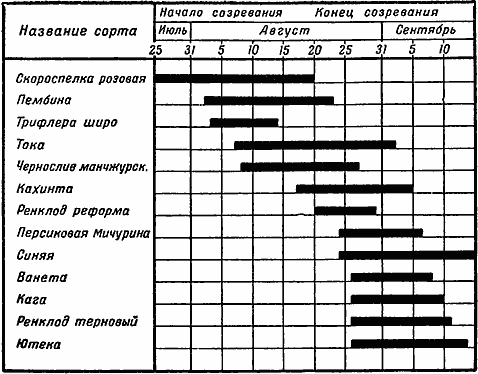 Название сорта
Начало созревания Конец созревания
Июль Август Сентябрь
25 31 5 10 15 20 25 31 5 10
Скороспелка розовая
Пембина
Трифлера широ
Тока
Чернослив манчжурск.
Кахинта
Ренклод реформа
Персиковая Мичурина
Синяя
Ванета
Кага
Ренклод терновый
Ютека